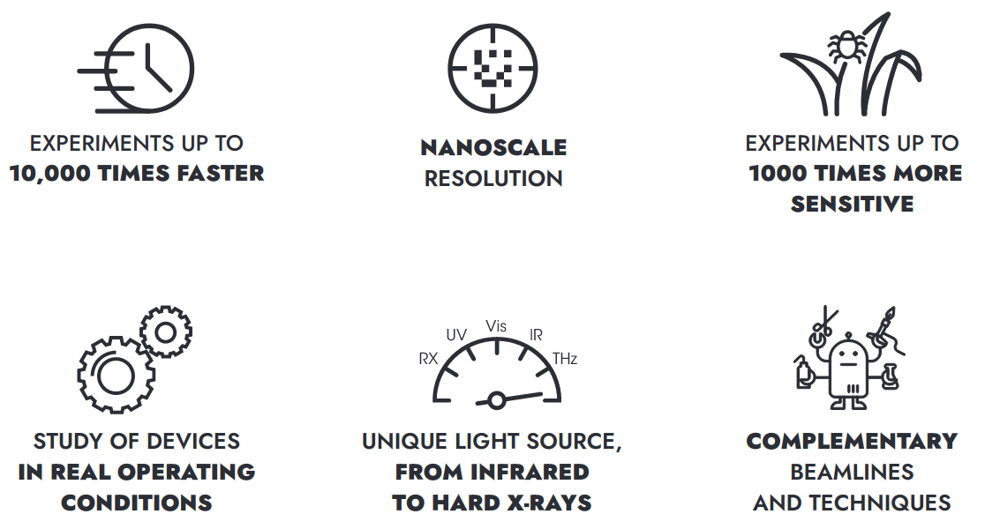 EXPERIMENTS UP TO
10,000 TIMES FASTER
NANOSCALE
RESOLUTION
EXPERIMENTS UP TO
1000 TIMES MORE
SENSITIVE
STUDY OF DEVICES
IN REAL OPERATING
CONDITIONS
RX UV Vis IR THz
UNIQUE LIGHT SOURCE,
FROM INFRARED
TO HARD X-RAYS
COMPLEMENTARY
BEAMLINES
AND TECHNIQUES